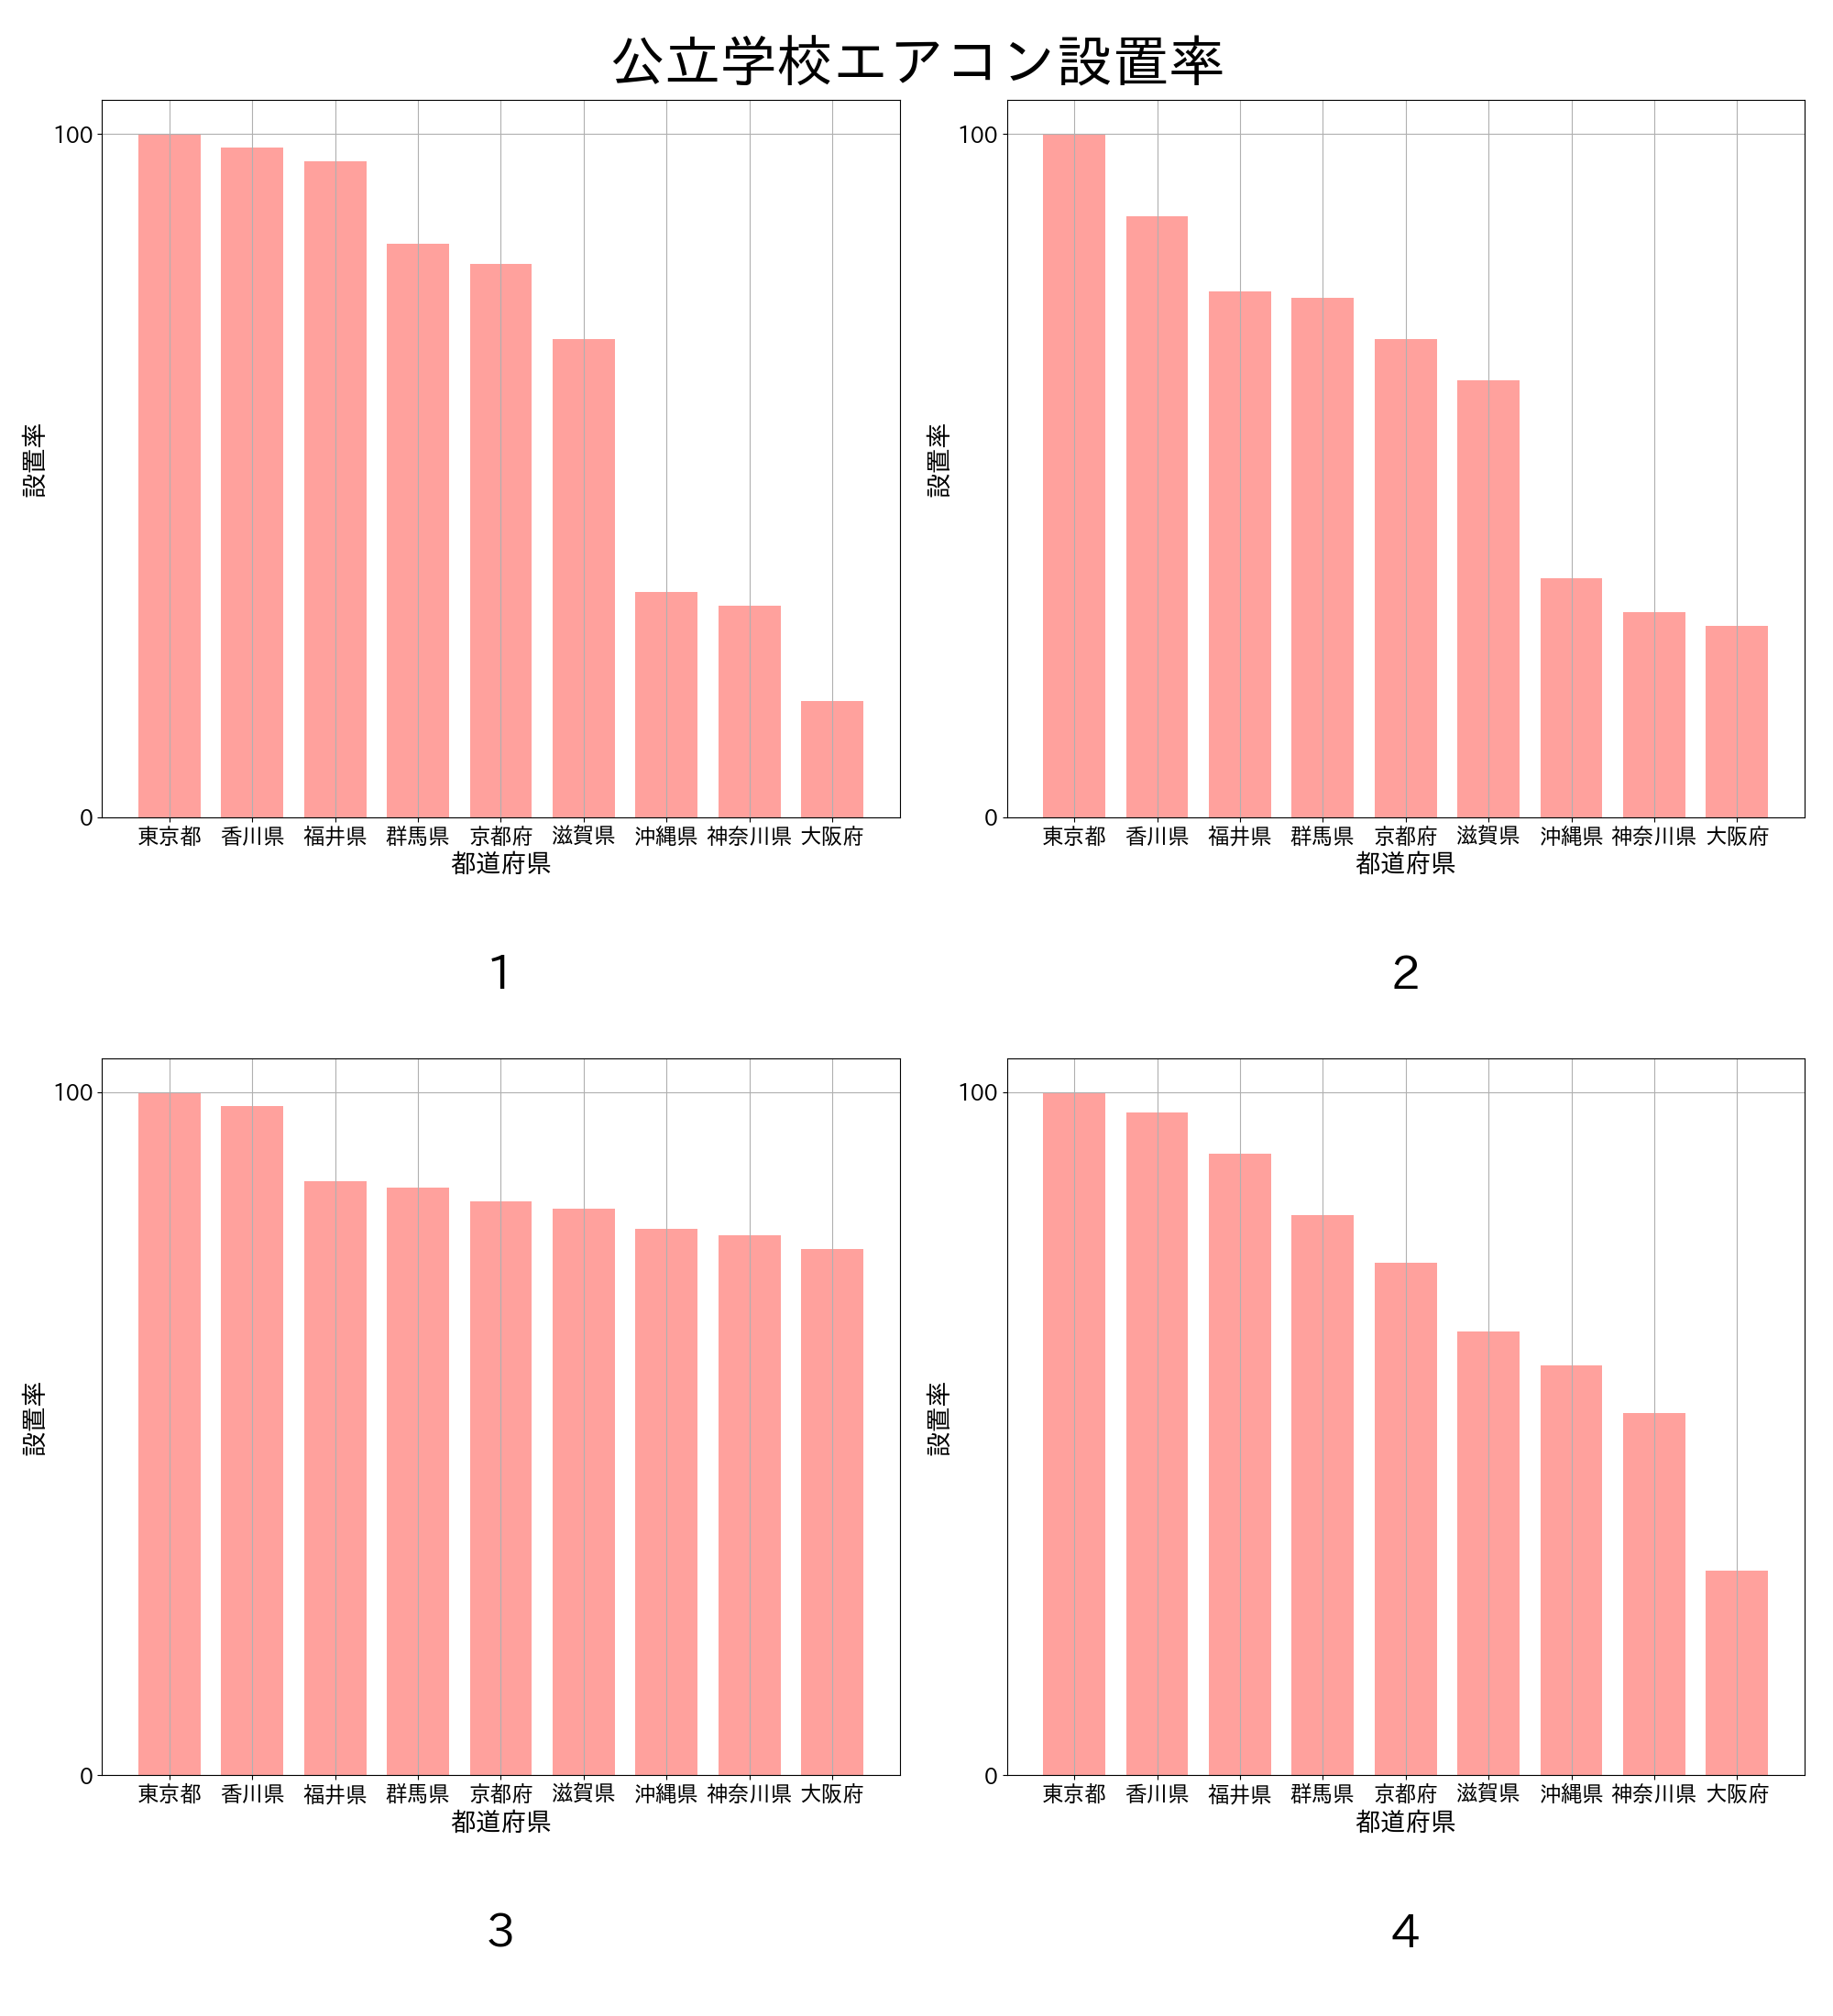 公立学校エアコン設置率
100
0
設置率
東京都 香川県 福井県 群馬県 京都府 滋賀県 沖縄県 神奈川県 大阪府
都道府県
1
100
0
設置率
東京都 香川県 福井県 群馬県 京都府 滋賀県 沖縄県 神奈川県 大阪府
都道府県
2
100
0
設置率
東京都 香川県 福井県 群馬県 京都府 滋賀県 沖縄県 神奈川県 大阪府
都道府県
3
100
0
設置率
東京都 香川県 福井県 群馬県 京都府 滋賀県 沖縄県 神奈川県 大阪府
都道府県
4